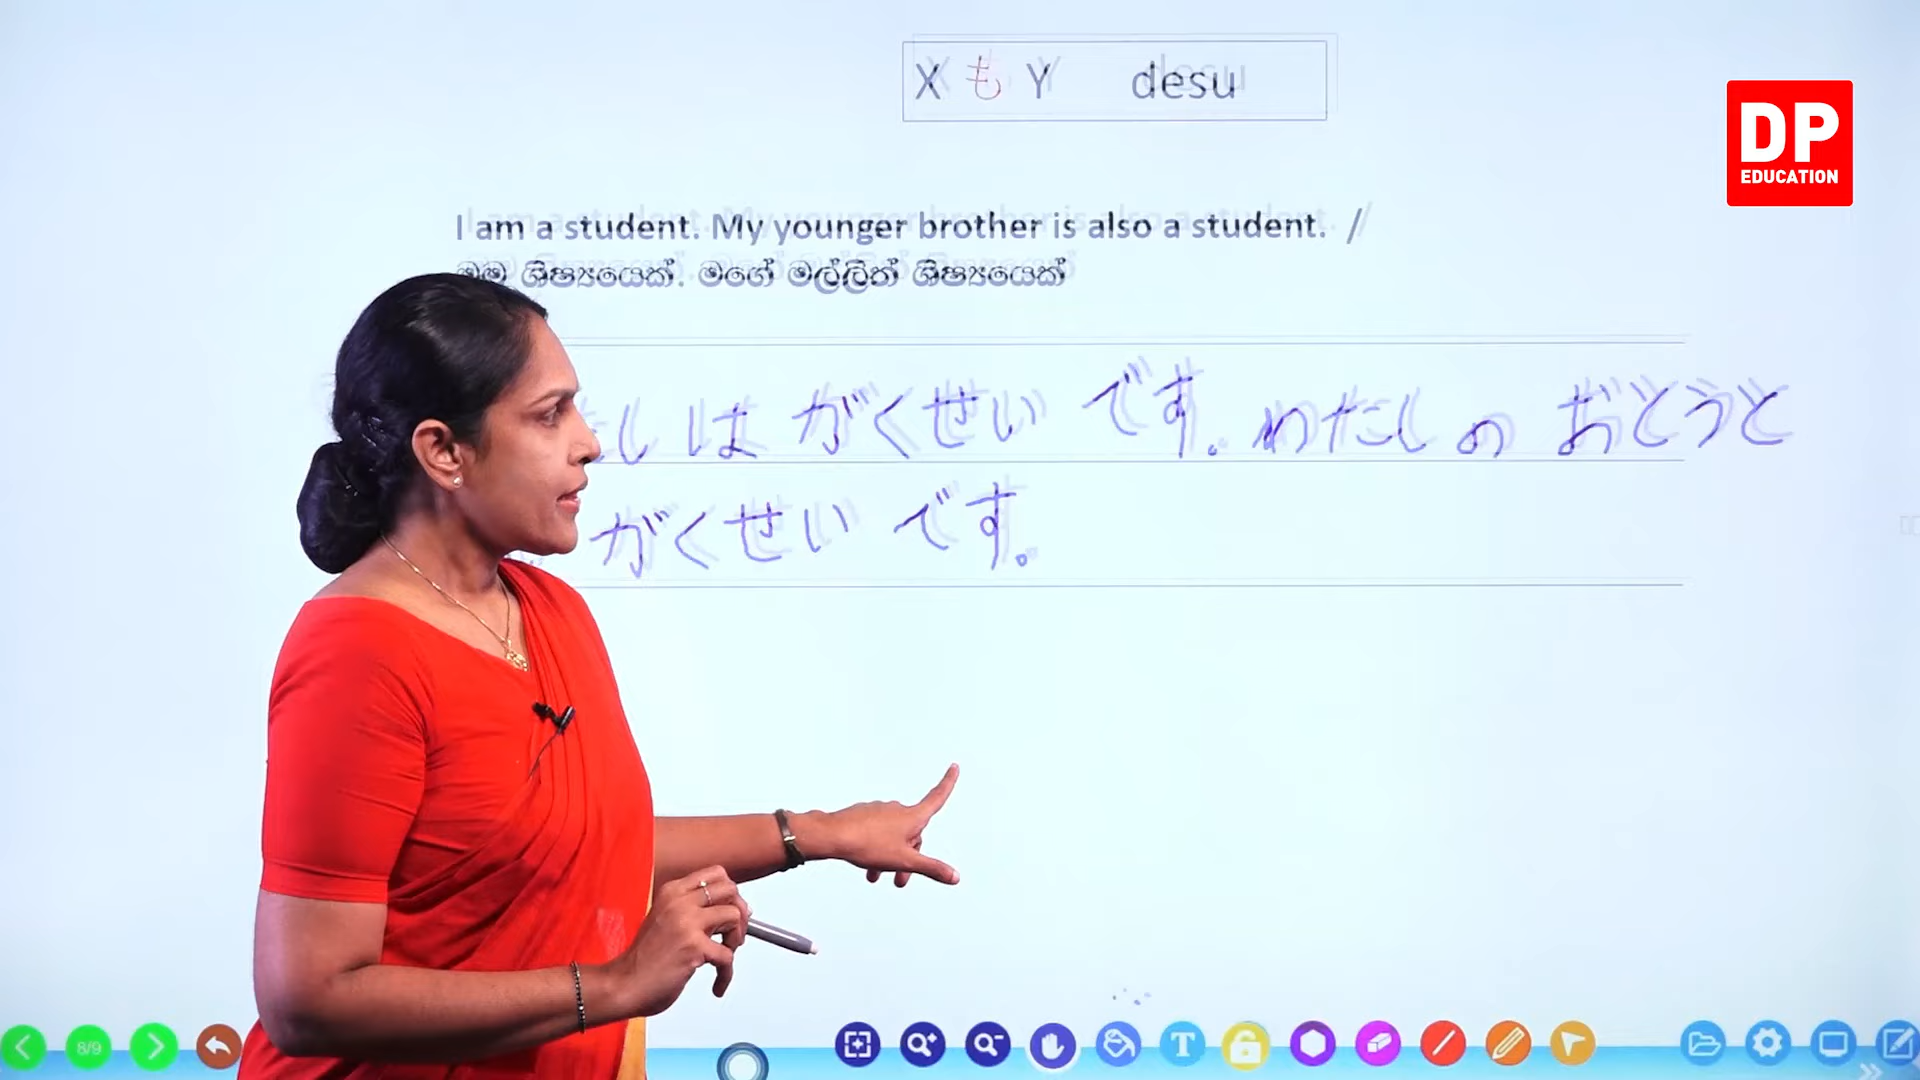 X も Y desu
DP
EDUCATION
I am a student. My younger brother is also a student. /
මම ශිෂ්‍යයෙක්. මගේ මල්ලිත් ශිෂ්‍යයෙක්
たし は がくせい です。わたし の おとうと
がくせい です。
8/9
T